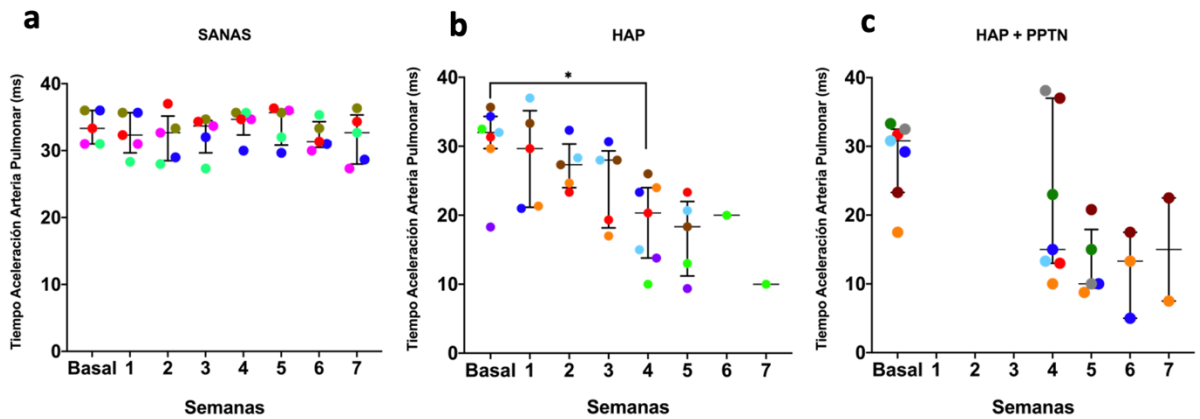 a
SANAS
Tiempo Aceleración Arteria Pulmonar (ms)
40
30
20
10
0
Basal 1 2 3 4 5 6 7
Semanas
b
HAP
Tiempo Aceleración Arteria Pulmonar (ms)
40
30
20
10
0
*
Basal 1 2 3 4 5 6 7
Semanas
c
HAP + PPTN
Tiempo Aceleración Arteria Pulmonar (ms)
40
30
20
10
0
Basal 1 2 3 4 5 6 7
Semanas